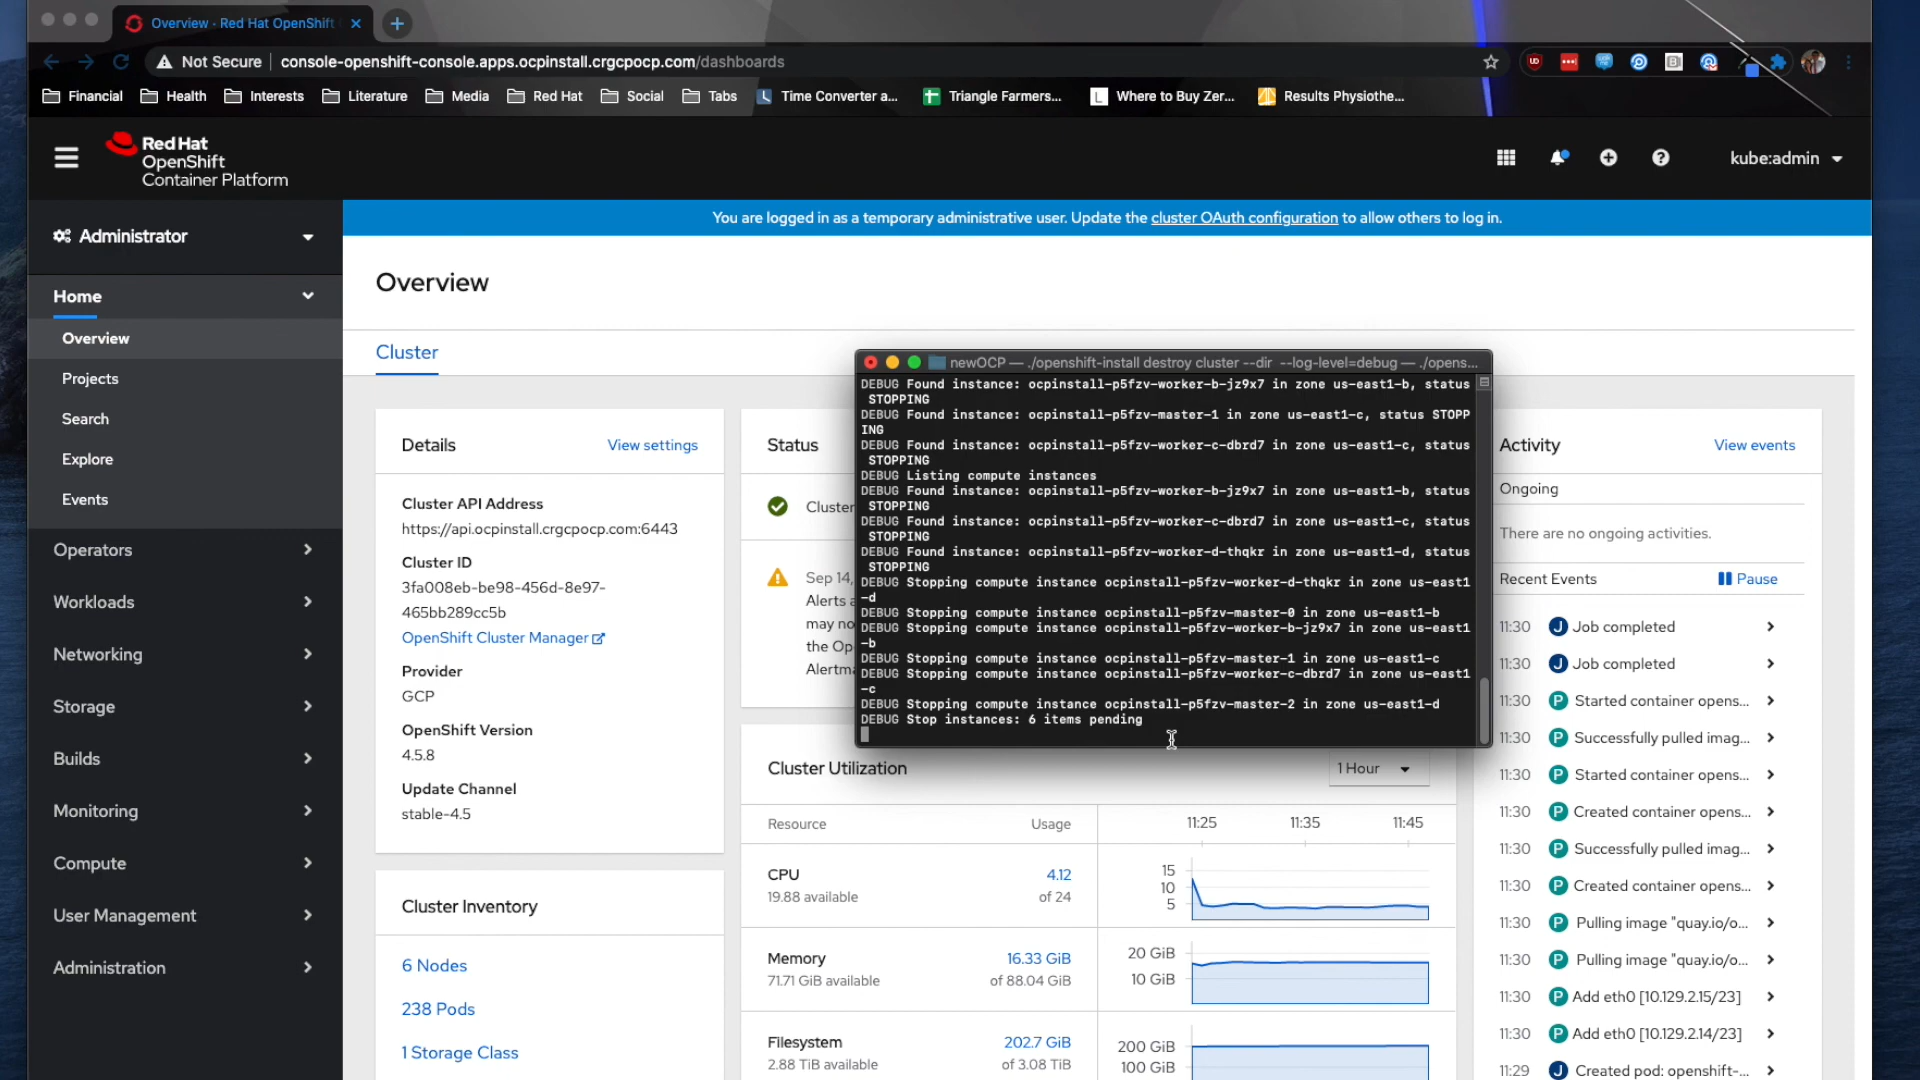 Overview - Red Hat OpenShift
Not Secure
console-openshift-console.apps.ocpinstall.crgcpocp.com/dashboards
Financial
Health
Interests
Literature
Media
Red Hat
Social
Tabs
Time Converter a...
Triangle Farmers...
Where to Buy Zer...
Results Physiothe...
Red Hat
OpenShift
Container Platform
kube:admin
You are logged in as a temporary administrative user. Update the cluster OAuth configuration to allow others to log in.
Administrator
Home
Overview
Projects
Search
Explore
Events
Operators
Workloads
Networking
Storage
Builds
Monitoring
Compute
User Management
Administration
Overview
Cluster
Details
View settings
Cluster API Address
https://api.ocpinstall.crgcpocp.com:6443
Cluster ID
3fa008eb-be98-456d-8e97-
465bb289cc5b
OpenShift Cluster Manager
Provider
GCP
OpenShift Version
4.5.8
Update Channel
stable-4.5
Cluster Inventory
6 Nodes
238 Pods
1 Storage Class
Status
Cluster
Sep 14,
Alerts a
may no
the Op
Alertma
newOCP — ./openshift-install destroy cluster --dir --log-level=debug — ./opens...
DEBUG Found instance: ocpinstall-p5fzv-worker-b-jz9x7 in zone us-east1-b, status
STOPPING
DEBUG Found instance: ocpinstall-p5fzv-master-1 in zone us-east1-c, status STOPP
ING
DEBUG Found instance: ocpinstall-p5fzv-worker-c-dbrd7 in zone us-east1-c, status
STOPPING
DEBUG Listing compute instances
DEBUG Found instance: ocpinstall-p5fzv-worker-b-jz9x7 in zone us-east1-b, status
STOPPING
DEBUG Found instance: ocpinstall-p5fzv-worker-c-dbrd7 in zone us-east1-c, status
STOPPING
DEBUG Found instance: ocpinstall-p5fzv-worker-d-thqkr in zone us-east1-d, status
STOPPING
DEBUG Stopping compute instance ocpinstall-p5fzv-worker-d-thqkr in zone us-east1
-d
DEBUG Stopping compute instance ocpinstall-p5fzv-master-0 in zone us-east1-b
DEBUG Stopping compute instance ocpinstall-p5fzv-worker-b-jz9x7 in zone us-east1
-b
DEBUG Stopping compute instance ocpinstall-p5fzv-master-1 in zone us-east1-c
DEBUG Stopping compute instance ocpinstall-p5fzv-worker-c-dbrd7 in zone us-east1
-c
DEBUG Stopping compute instance ocpinstall-p5fzv-master-2 in zone us-east1-d
DEBUG Stop instances: 6 items pending
Cluster Utilization
1 Hour
Resource
Usage
11:25
11:35
11:45
CPU
4.12
19.88 available
of 24
15
10
5
Memory
16.33 GiB
71.71 GiB available
of 88.04 GiB
20 GiB
10 GiB
Filesystem
202.7 GiB
2.88 TiB available
of 3.08 TiB
200 GiB
100 GiB
Activity
View events
Ongoing
There are no ongoing activities.
Recent Events
Pause
11:30 J Job completed
11:30 J Job completed
11:30 P Started container opens...
11:30 P Successfully pulled imag...
11:30 P Started container opens...
11:30 P Created container opens...
11:30 P Successfully pulled imag...
11:30 P Created container opens...
11:30 P Pulling image "quay.io/o...
11:30 P Pulling image "quay.io/o...
11:30 P Add eth0 [10.129.2.15/23]
11:30 P Add eth0 [10.129.2.14/23]
11:29 J Created pod: openshift-...